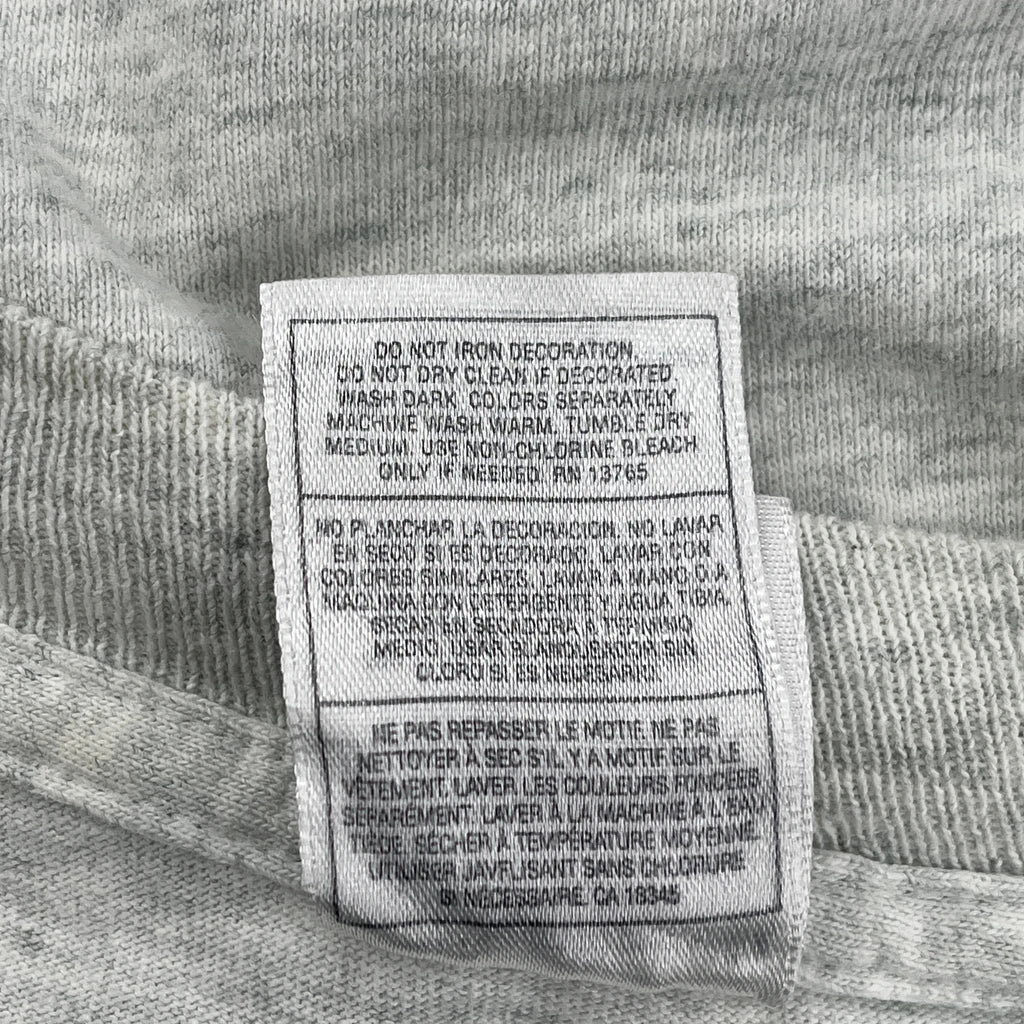 DO NOT IRON DECORATION
DO NOT DRY CLEAN IF DECORATED
WASH DARK COLORS SEPARATELY
MACHINE WASH WARM. TUMBLE DRY
MEDIUM. USE NON-CHLORINE BLEACH
ONLY IF NEEDED. RN 13765
NO PLANCHAR LA DECORACION. NO LAVAR
EN SECO SI ES DECORADO. LAVAR CON
COLORES SIMILARES. LAVAR A MANO O A
MAQUINA CON DETERGENTE Y AGUA TIBIA.
SECAR EN SECADORA A TERMINO
MEDIO. USAR BLANQUEADOR SIN
CLORO SI ES NECESARIO.
NE PAS REPASSER LE MOTIF. NE PAS
NETTOYER À SEC S'IL Y A MOTIF SUR LE
VÊTEMENT. LAVER LES COULEURS FONCÉES
SÉPAREMENT. LAVER À LA MACHINE À L'EAU
TIÈDE. SÉCHER À TEMPÉRATURE MOYENNE.
UTILISER JAVELLISANT SANS CHLORURE
SI NECESSAIRE. CA 18345